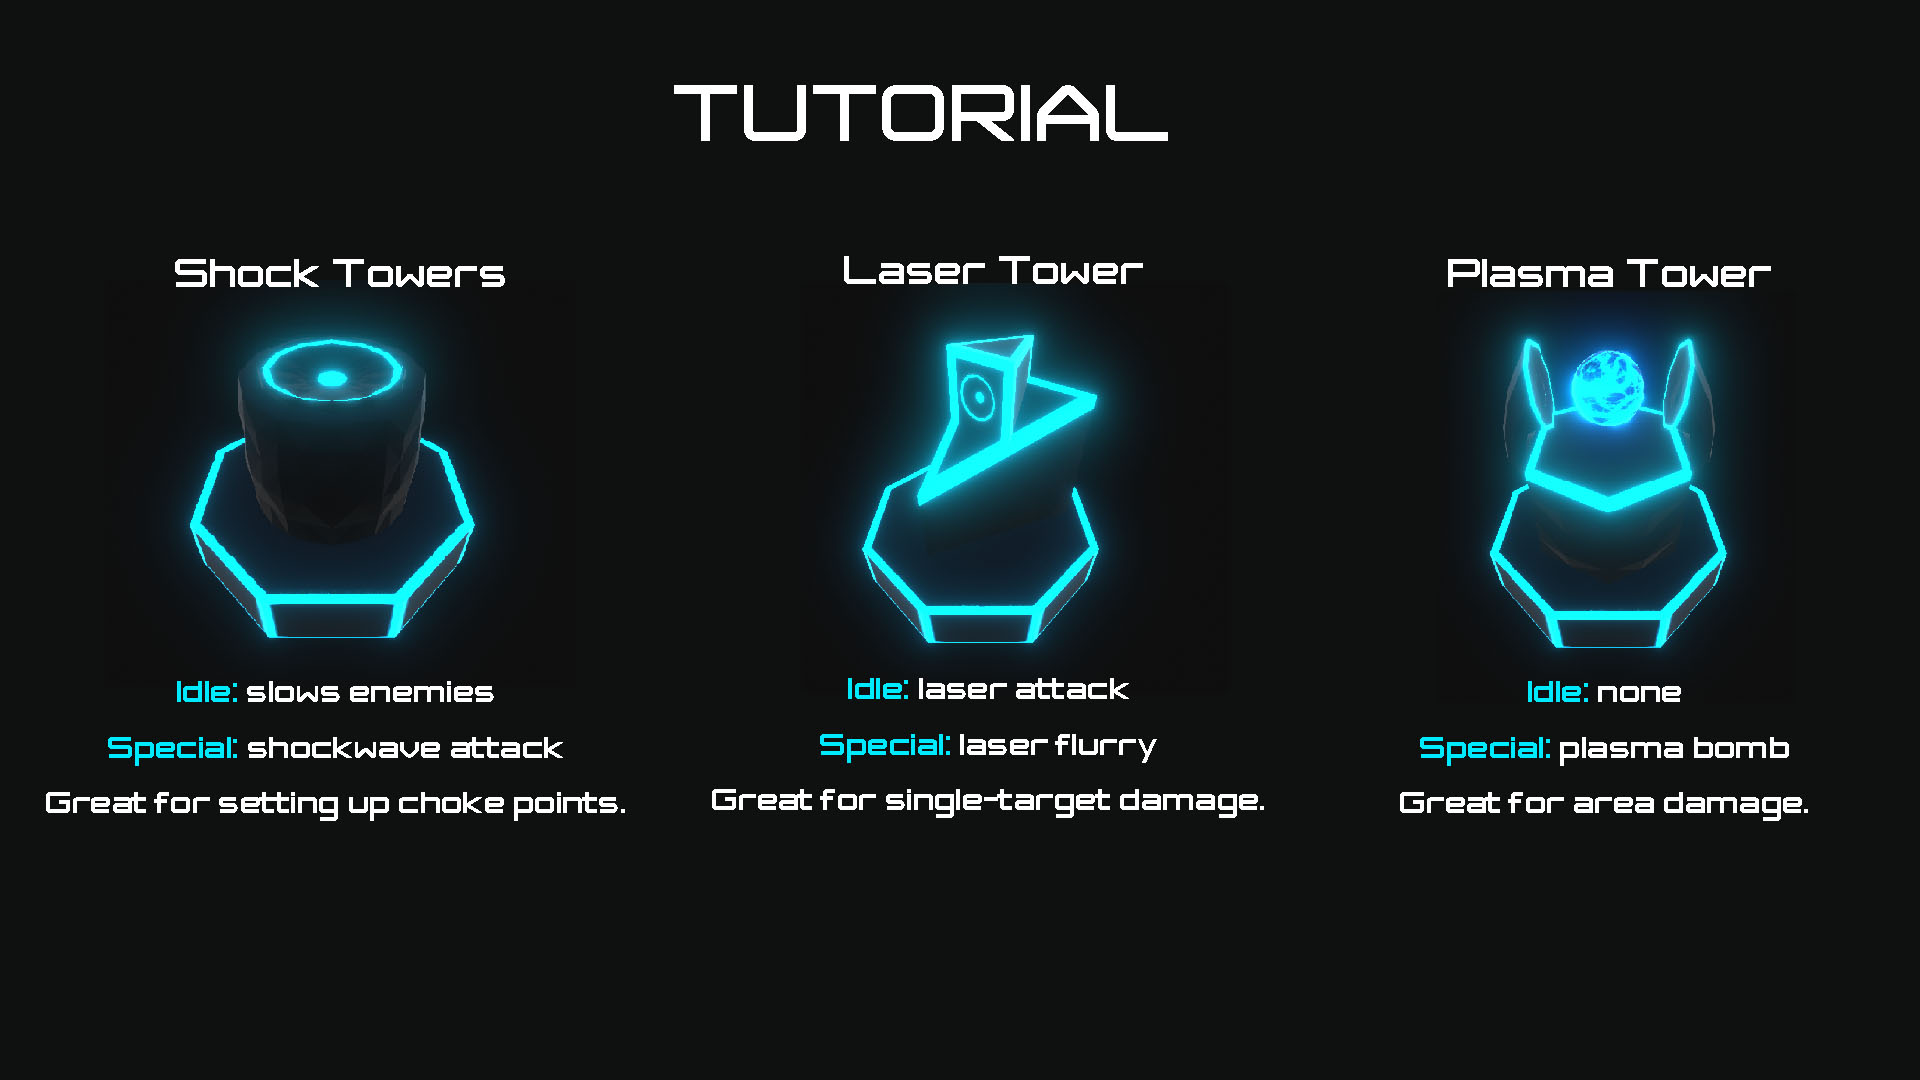 TUTORIAL
Shock Towers
Idle: slows enemies
Special: shockwave attack
Great for setting up choke points.
Laser Tower
Idle: laser attack
Special: laser flurry
Great for single-target damage.
Plasma Tower
Idle: none
Special: plasma bomb
Great for area damage.